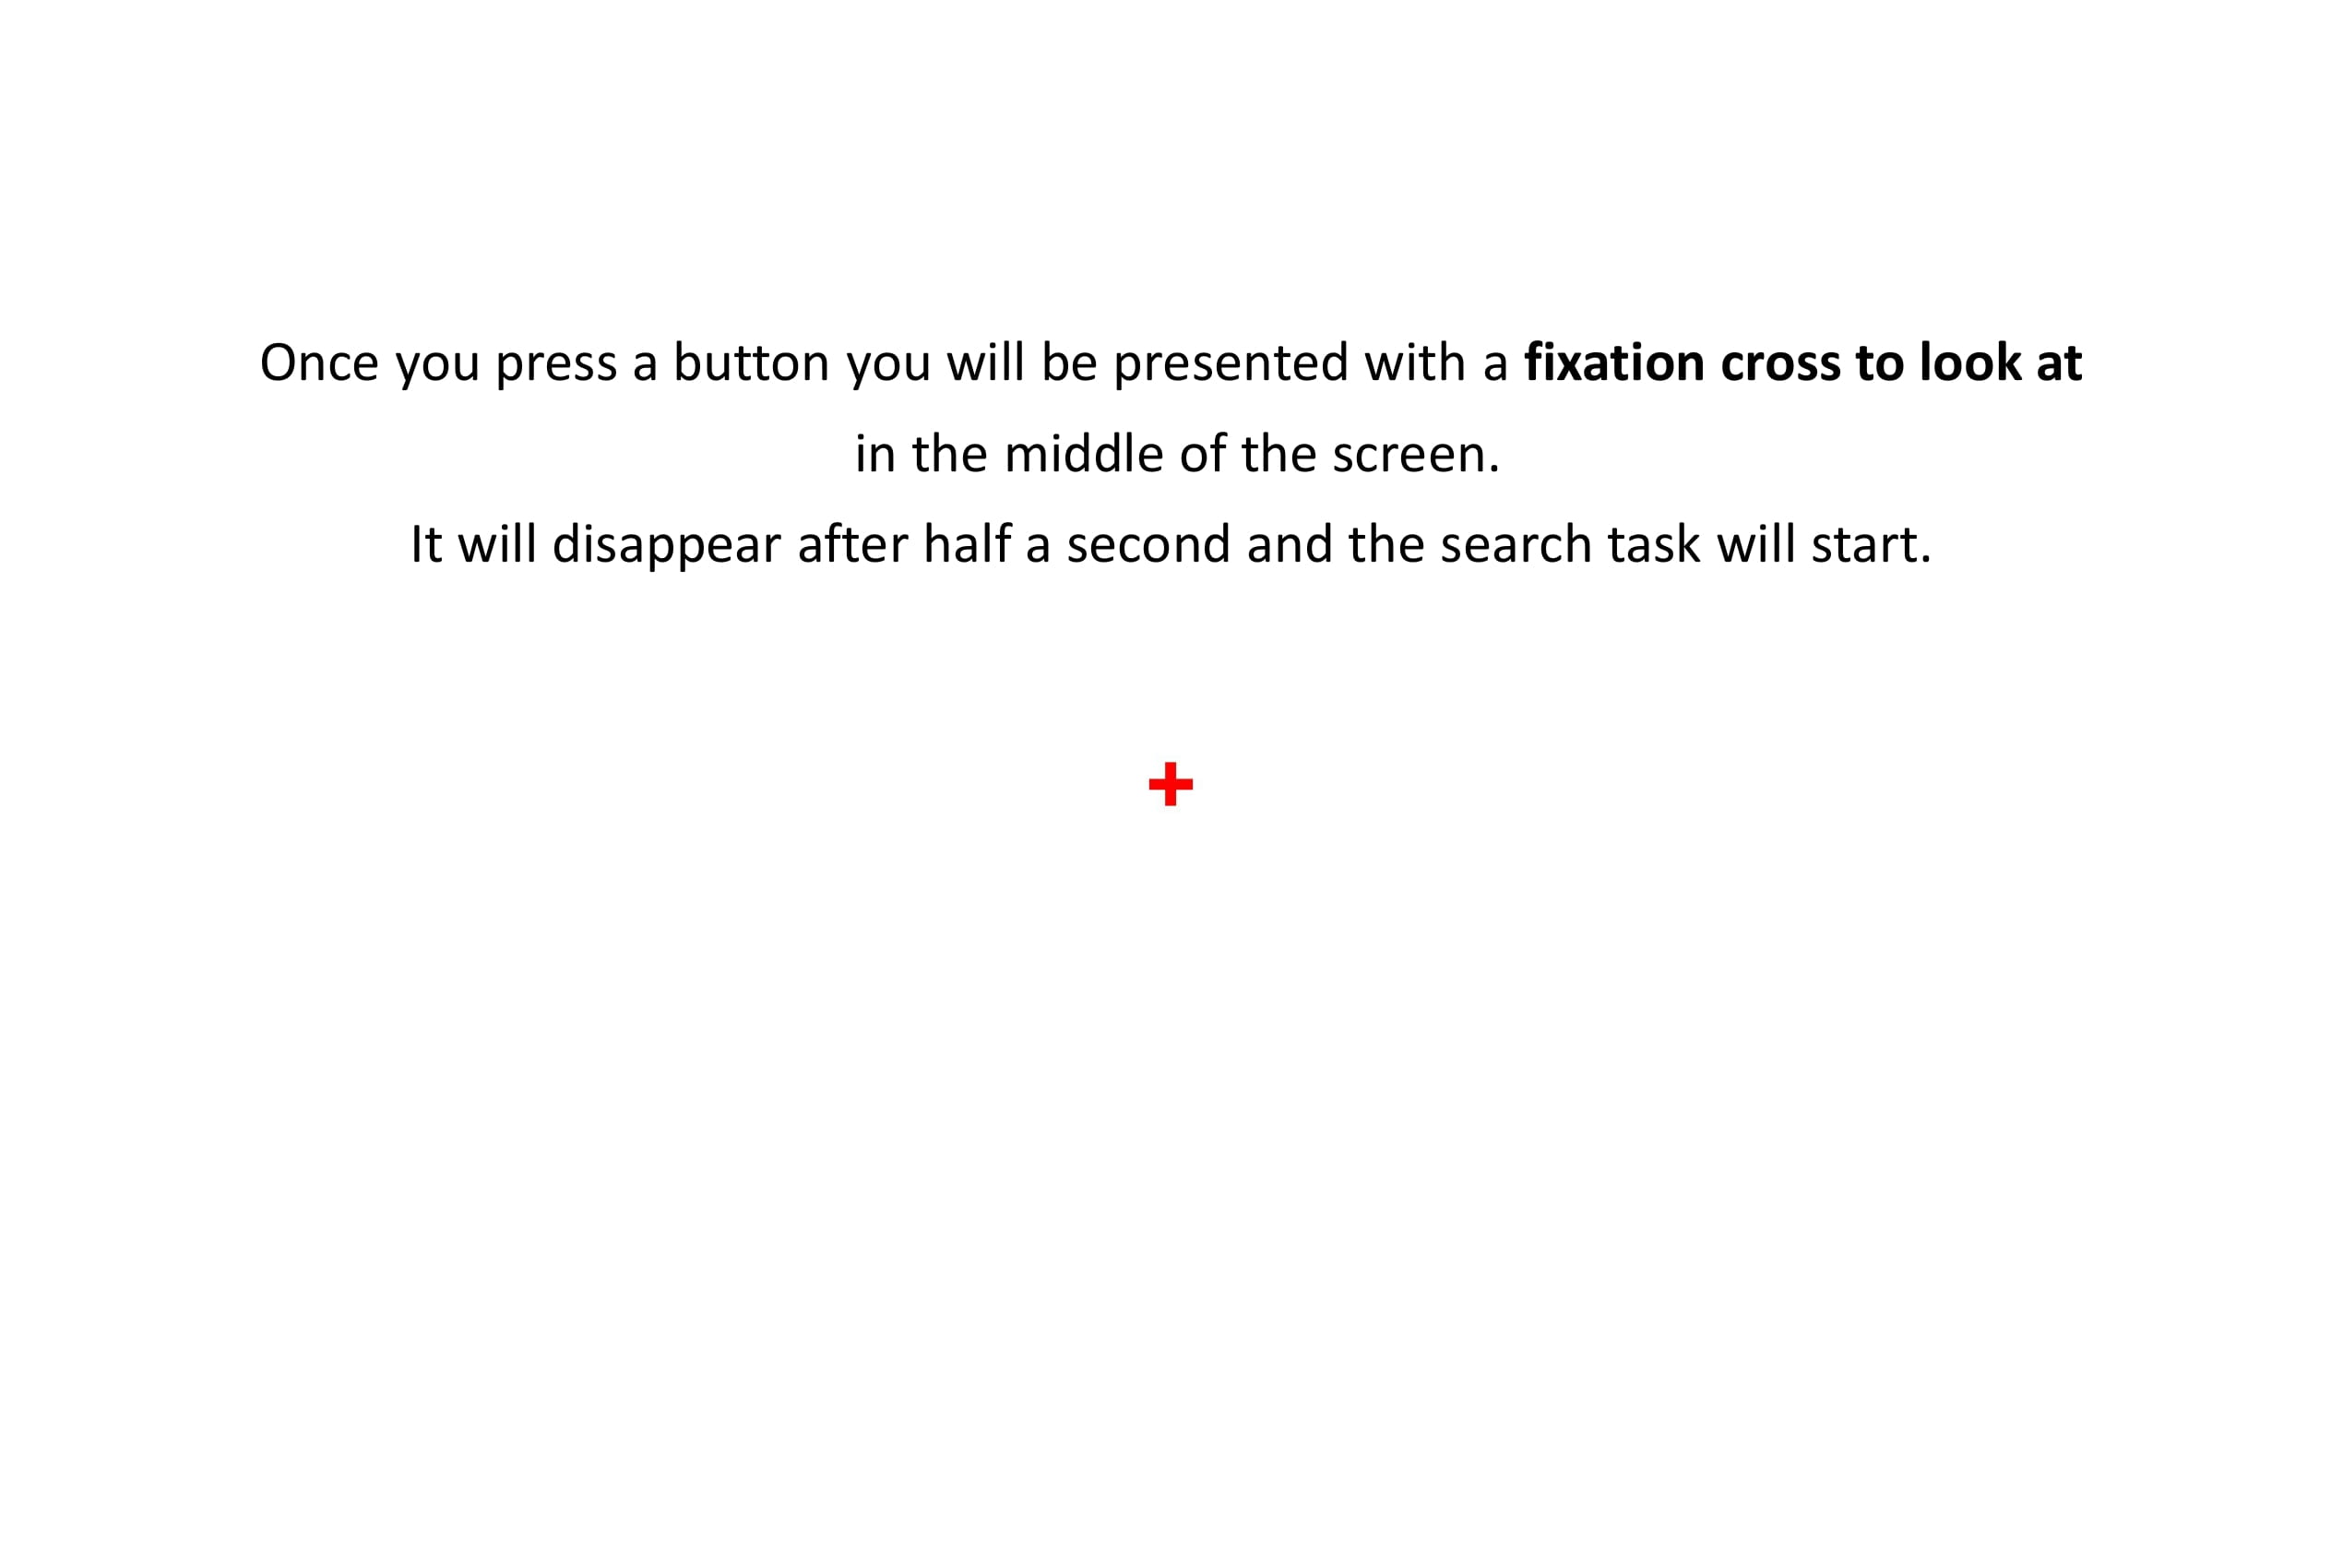 Once you press a button you will be presented with a fixation cross to look at
in the middle of the screen.
It will disappear after half a second and the search task will start.
+